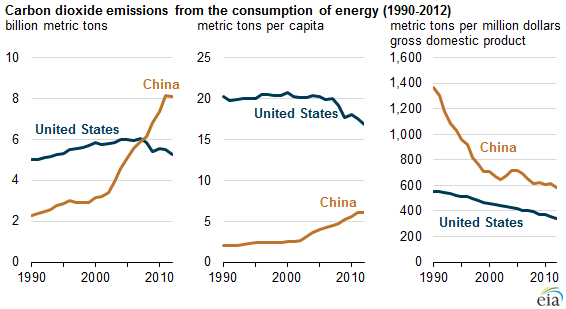 Carbon dioxide emissions from the consumption of energy (1990-2012)
billion metric tons
10
8
6
4
2
0
1990
2000
2010
China
United States
metric tons per capita
25
20
15
10
5
0
1990
2000
2010
United States
China
metric tons per million dollars
gross domestic product
1,600
1,400
1,200
1,000
800
600
400
200
0
1990
2000
2010
China
United States
eia